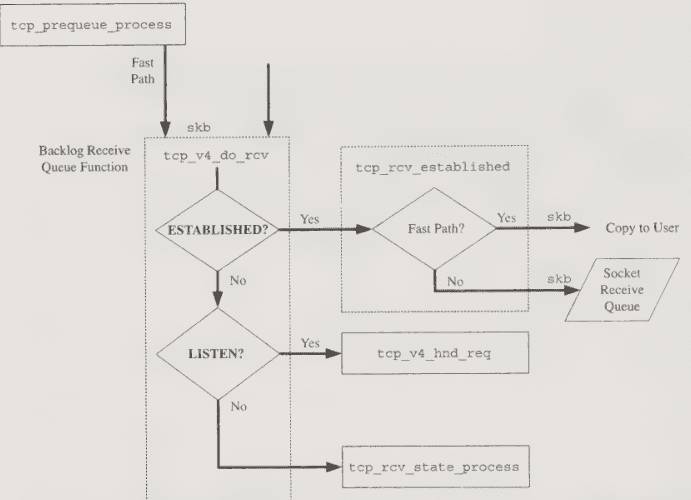 tcp_prequeue_process
Fast
Path
skb
Backlog Receive
Queue Function
tcp_v4_do_rcv
tcp_rcv_established
ESTABLISHED?
Yes
Fast Path?
Yes
skb
Copy to User
No
No
skb
Socket
Receive
Queue
LISTEN?
Yes
tcp_v4_hnd_req
No
tcp_rcv_state_process